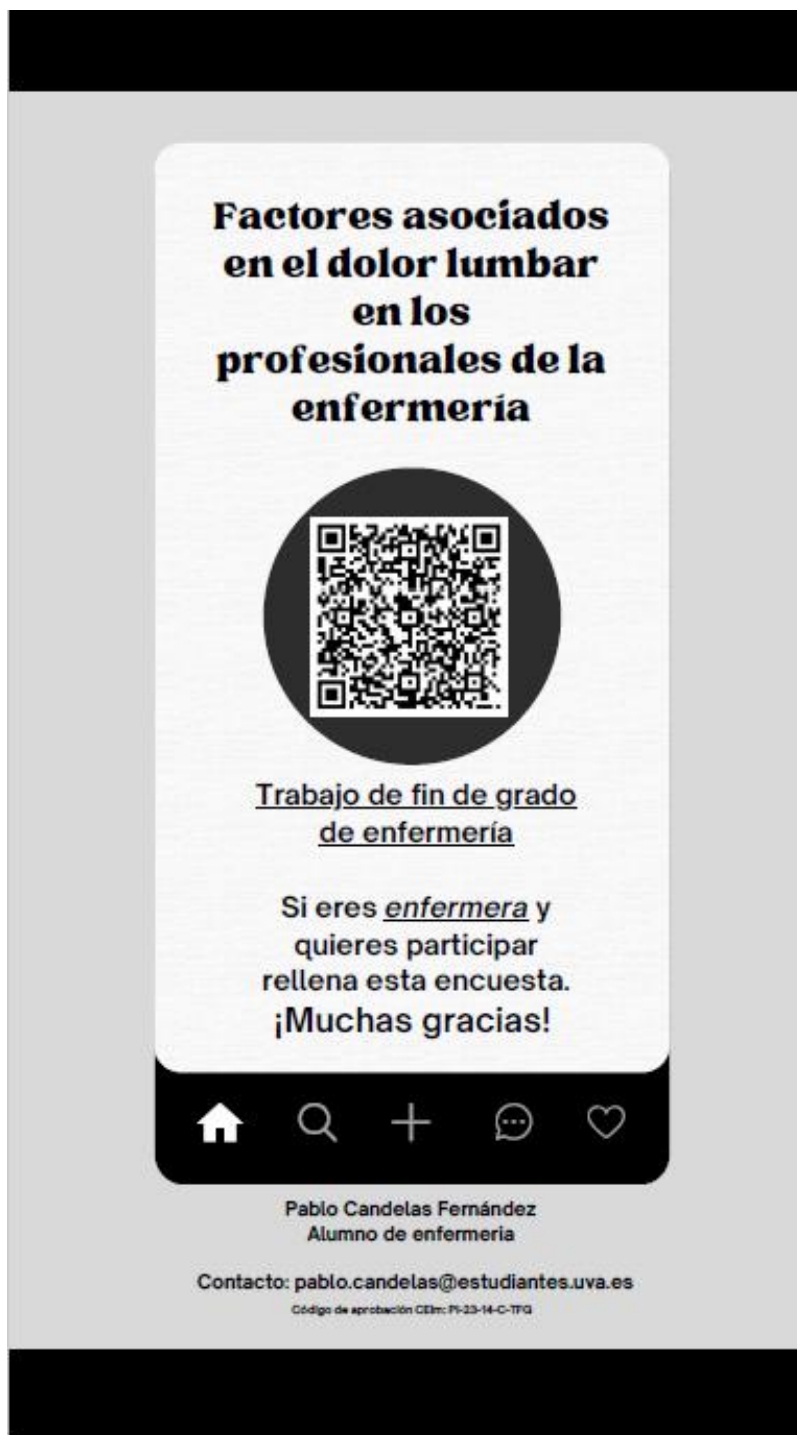 Factores asociados
en el dolor lumbar
en los
profesionales de la
enfermería
Trabajo de fin de grado
de enfermería
Si eres enfermera y
quieres participar
rellena esta encuesta.
¡Muchas gracias!
Pablo Candelas Fernández
Alumno de enfermeria
Contacto: pablo.candelas@estudiantes.uva.es
Código de aprobación CEIm: PI-23-14-C-TFG